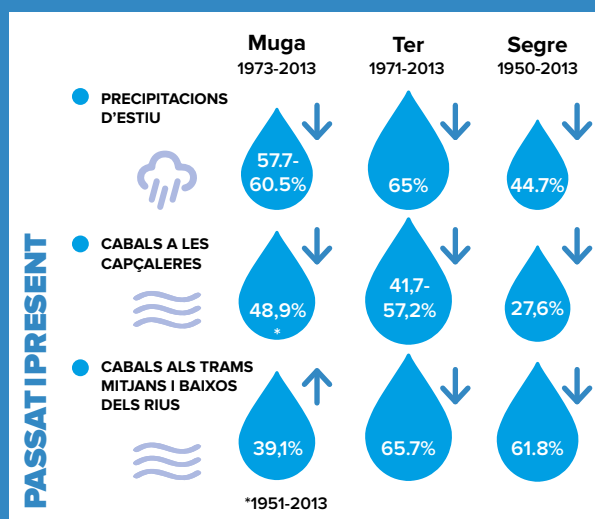 Muga
1973-2013
Ter
1971-2013
Segre
1950-2013
PASSAT I PRESENT
PRECIPITACIONS
D'ESTIU
57.7-
60.5%
65%
44.7%
CABALS A LES
CAPÇALERES
48,9%
*
41,7-
57,2%
27,6%
CABALS ALS TRAMS
MITJANS I BAIXOS
DELS RIUS
39,1%
65.7%
61.8%
*1951-2013